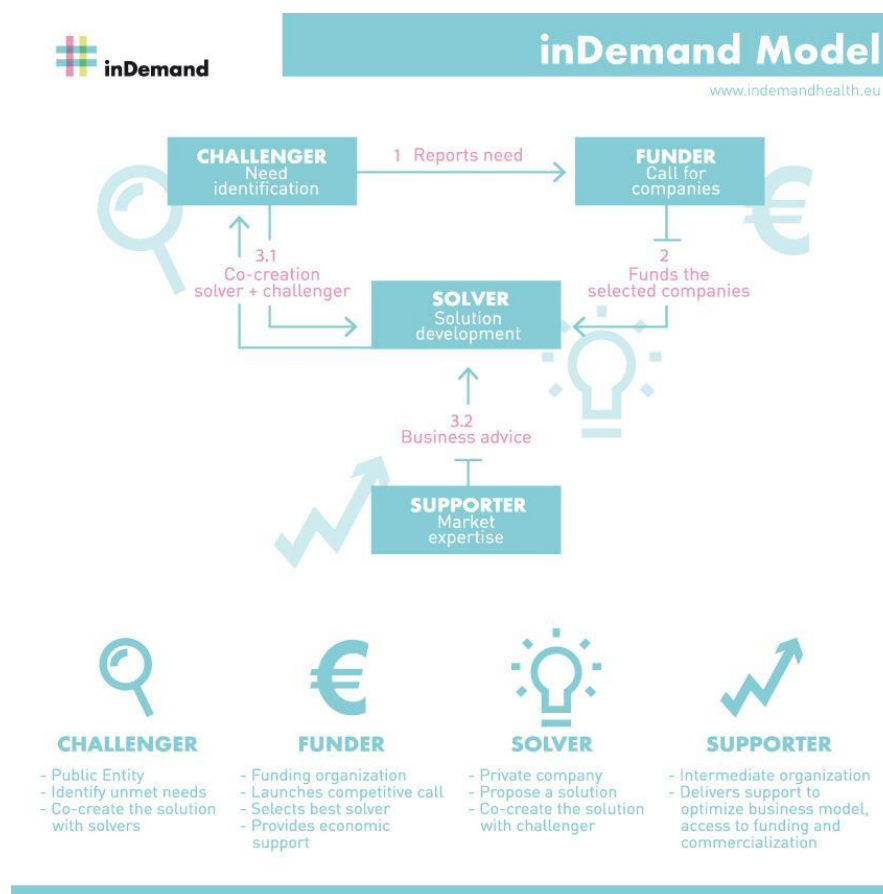 inDemand
inDemand Model
www.indemandhealth.eu
CHALLENGER
Need
identification
1 Reports need
FUNDER
Call for
companies
3.1
Co-creation
solver + challenger
2
Funds the
selected companies
SOLVER
Solution
development
3.2
Business advice
SUPPORTER
Market
expertise
CHALLENGER
- Public Entity
- Identify unmet needs
- Co-create the solution
with solvers
FUNDER
- Funding organization
- Launches competitive call
- Selects best solver
- Provides economic
support
SOLVER
- Private company
- Propose a solution
- Co-create the solution
with challenger
SUPPORTER
- Intermediate organization
- Delivers support to
optimize business model,
access to funding and
commercialization